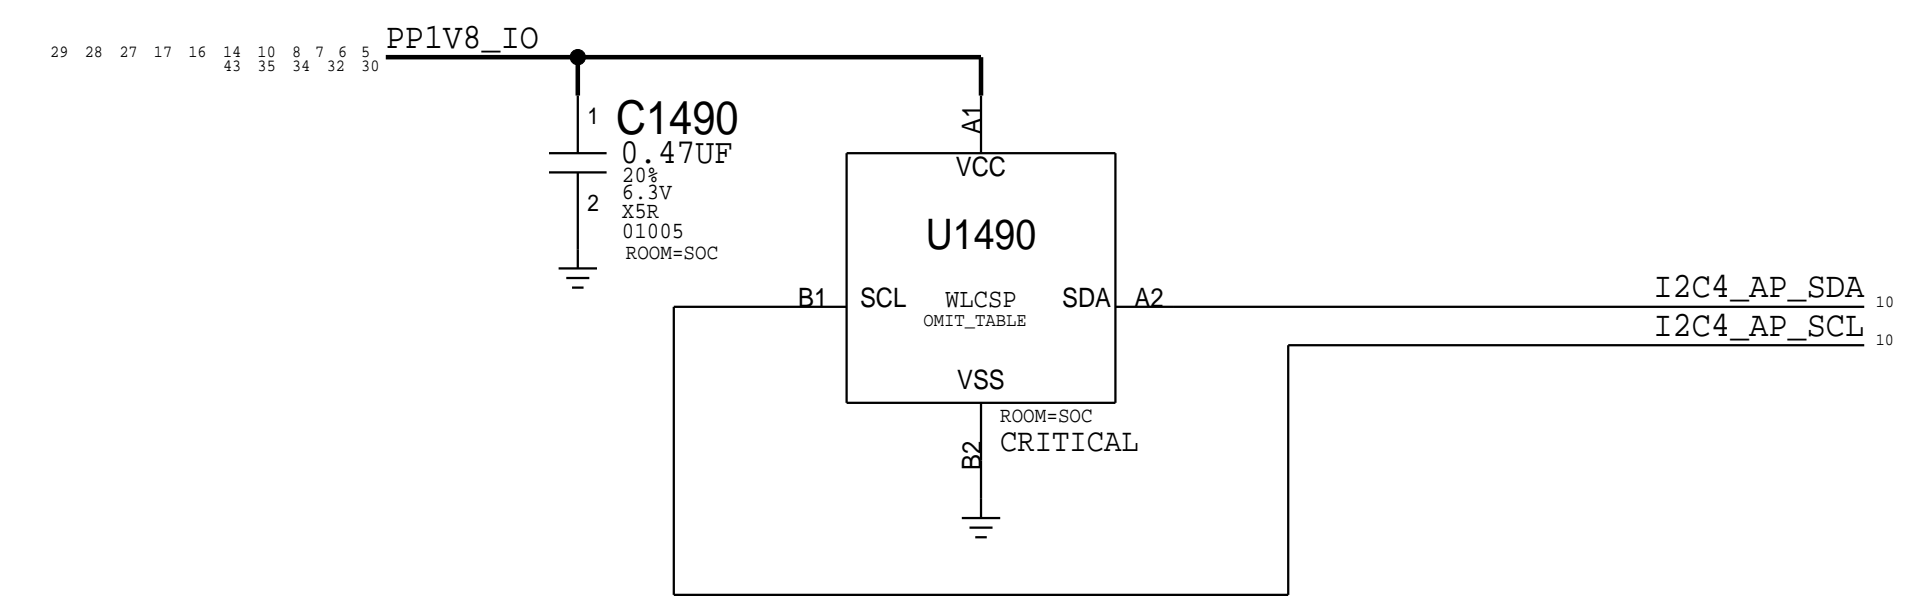 PP1V8_IO
29 28 27 17 16 14 10 8 7 6 5
43 35 34 32 30
1
C1490
0.47UF
20%
6.3V
2
X5R
01005
ROOM=SOC
A1
VCC
U1490
B1 SCL WLCSP SDA A2
OMIT_TABLE
I2C4_AP_SDA 10
I2C4_AP_SCL 10
VSS
ROOM=SOC
CRITICAL
B2